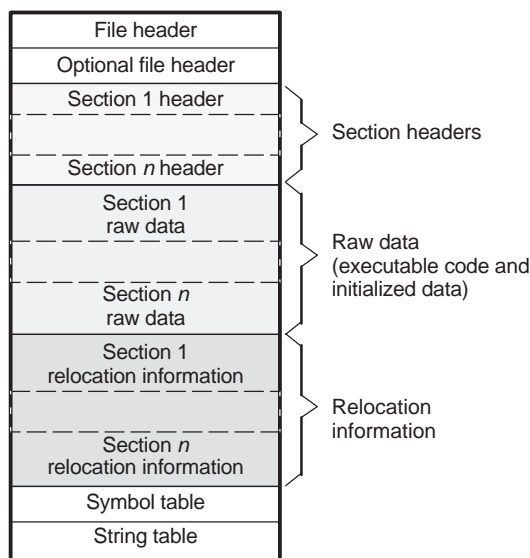 File header
Optional file header
Section 1 header
Section n header
Section headers
Section 1
raw data
Section n
raw data
Raw data
(executable code and
initialized data)
Section 1
relocation information
Section n
relocation information
Relocation
information
Symbol table
String table